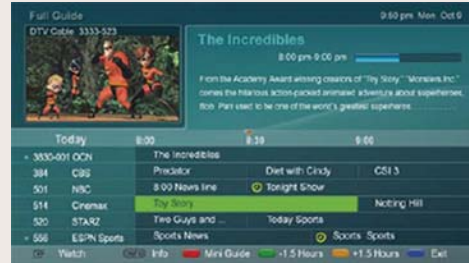 Full Guide
9:50 pm Mon. Oct 9
DTV Cable 3333-523
The Incredibles
8:00 pm-9:00 pm
From the Academy Award winning creators of "Toy Story" "Monsters,Inc."
comes the hilarious action-packed animated adventure about superheroes.
Bob Parr used to be one of the world's greatest superheros
Today 8:00 8:30 9:00
3830-001 OCN The Incredibles
384 CBS Predator Diet with Cindy CSI 3
501 NBC 8:00 News line Tonight Show
514 Cinemax Toy Story Notting Hill
520 STARZ Two Guys and ... Today Sports
556 ESPN Sports Sports News Sports Sports
Watch Info Mini Guide -1.5 Hours +1.5 Hours Exit